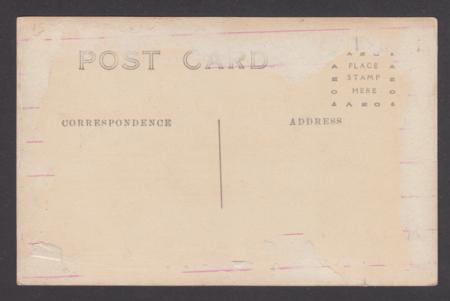 POST CARD
PLACE
STAMP
HERE
CORRESPONDENCE
ADDRESS